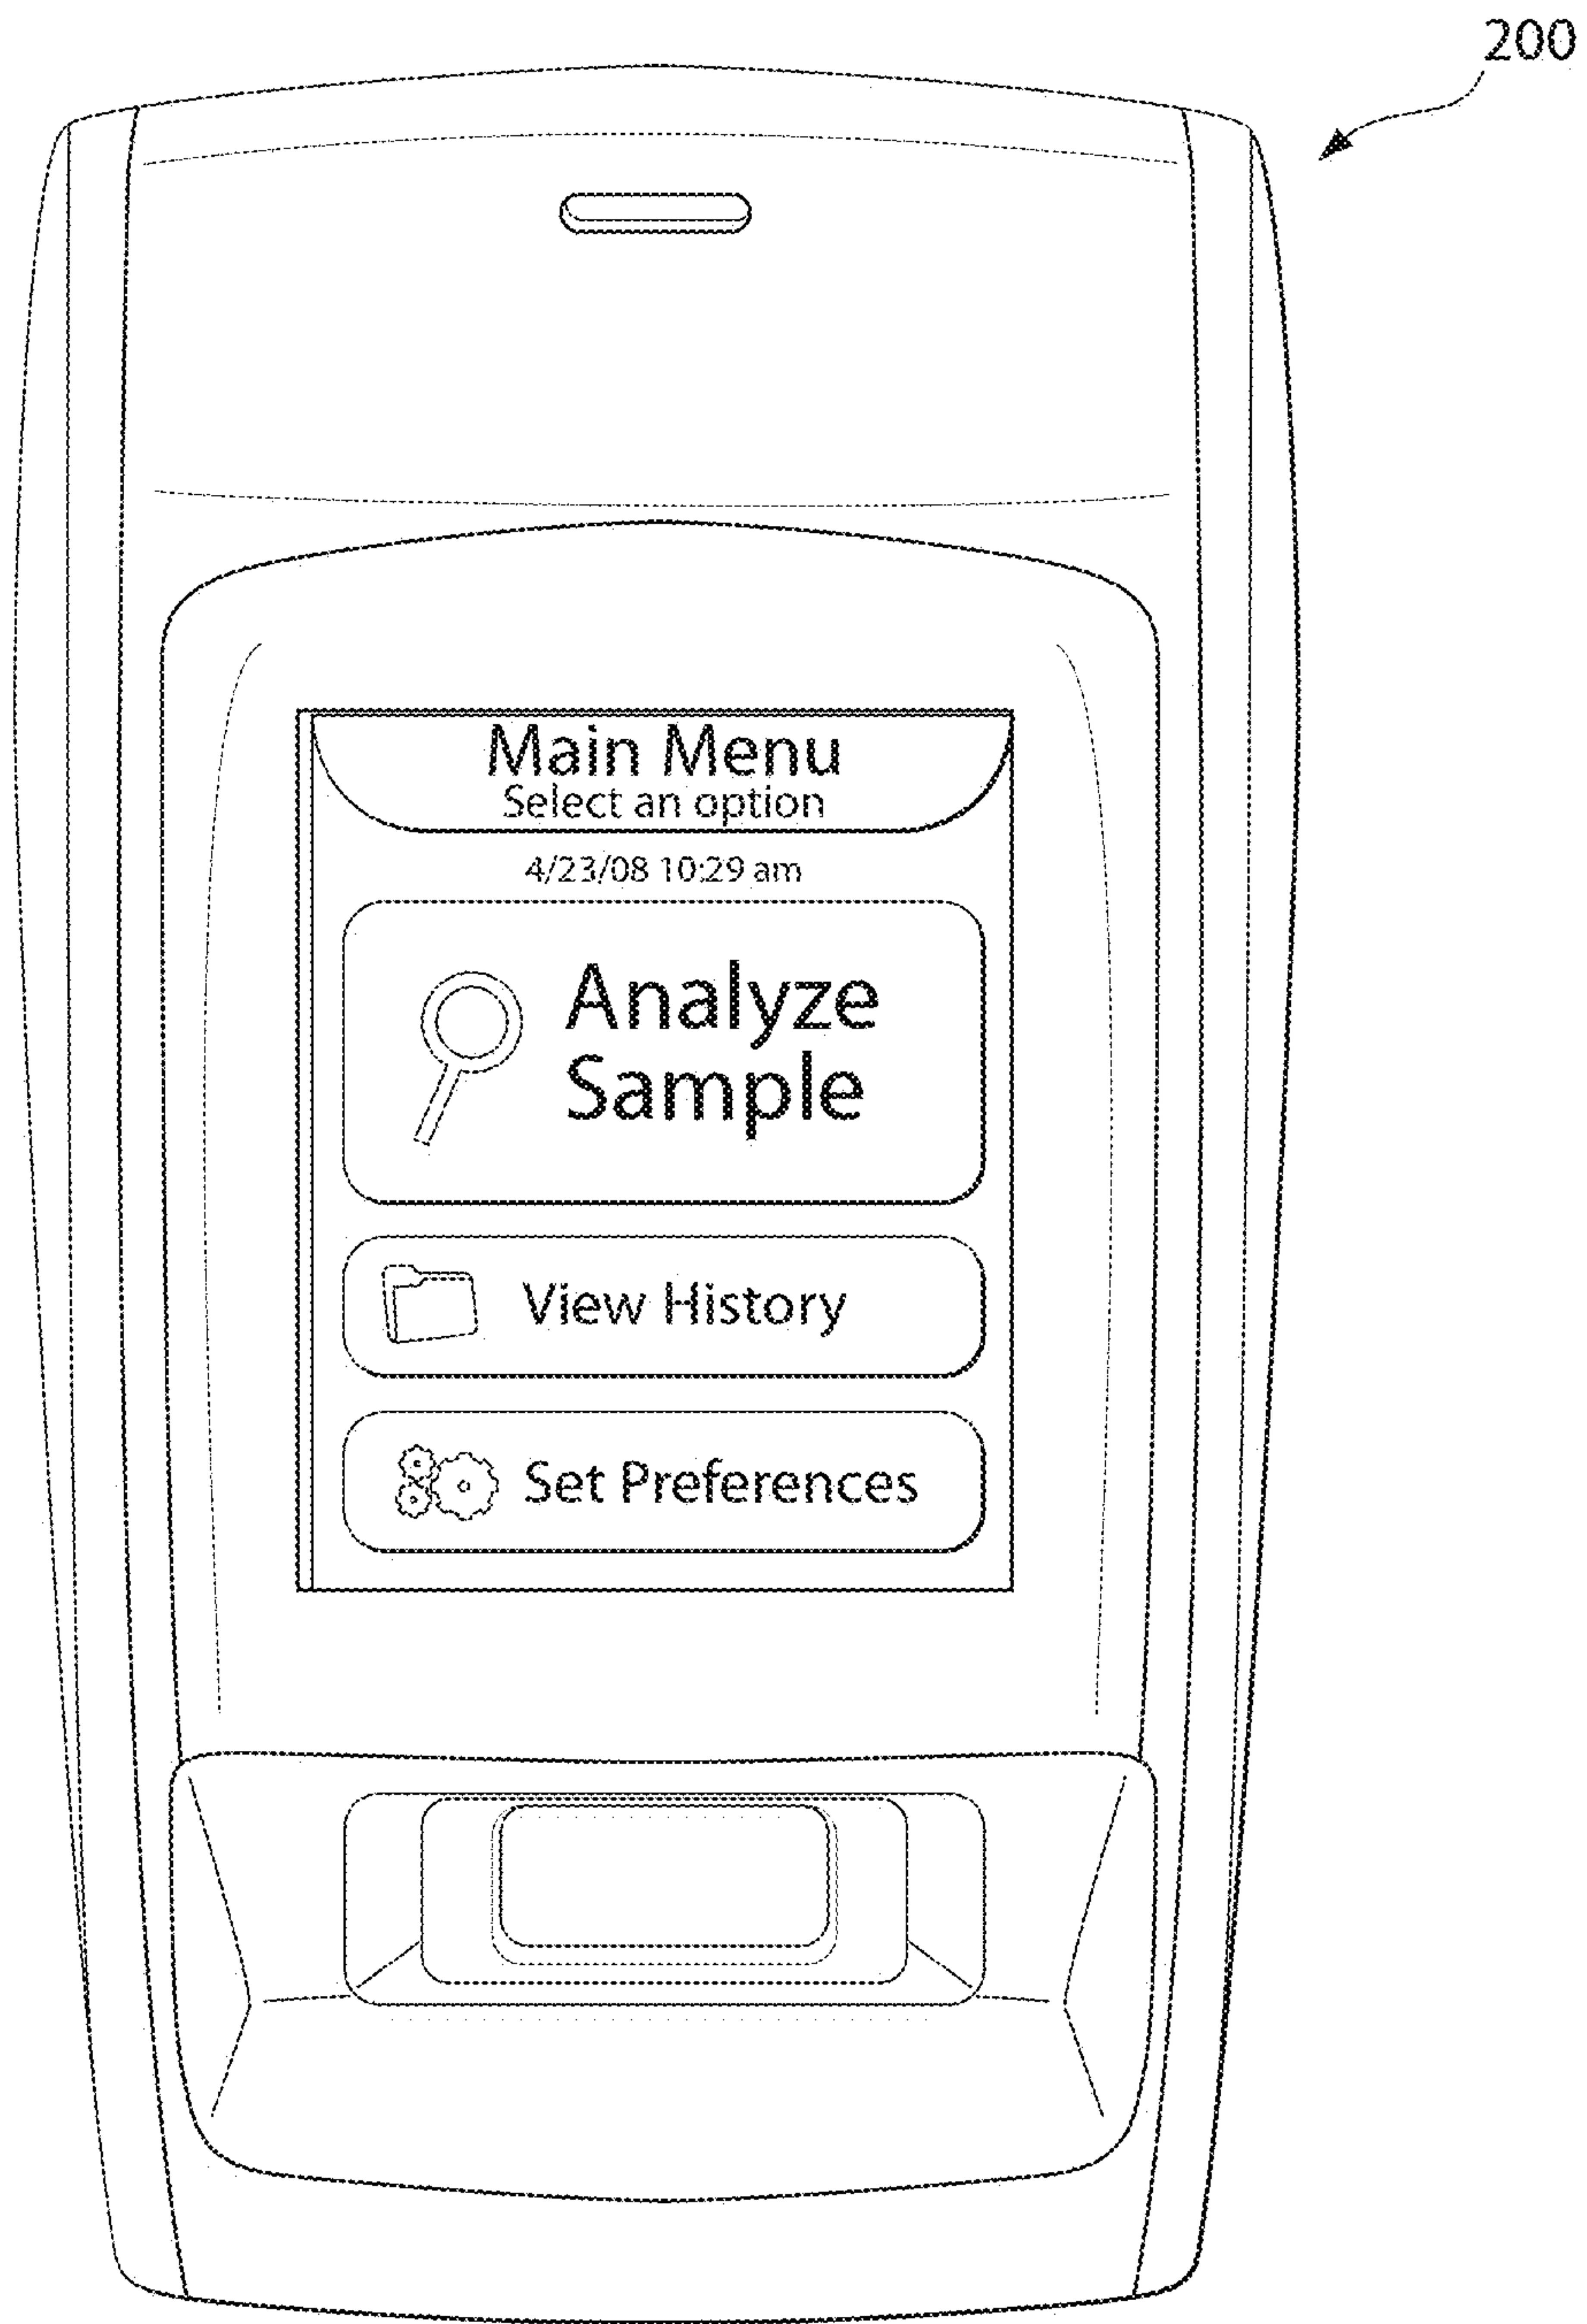 200
Main Menu
Select an option
4/23/08 10:29 am
Analyze
Sample
View History
Set Preferences